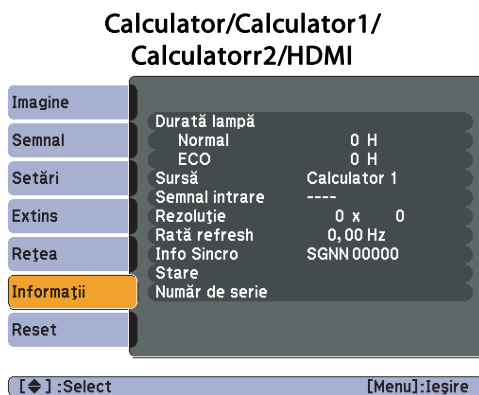 Calculator/Calculator1/
Calculatorr2/HDMI
Imagine
Semnal
Setări
Extins
Reţea
Informaţii
Reset
Durată lampă
Normal 0 H
ECO 0 H
Sursă Calculator 1
Semnal intrare ----
Rezoluţie 0 x 0
Rată refresh 0,00 Hz
Info Sincro SGNN 00000
Stare
Număr de serie
[◆] :Select [Menu]:Ieşire